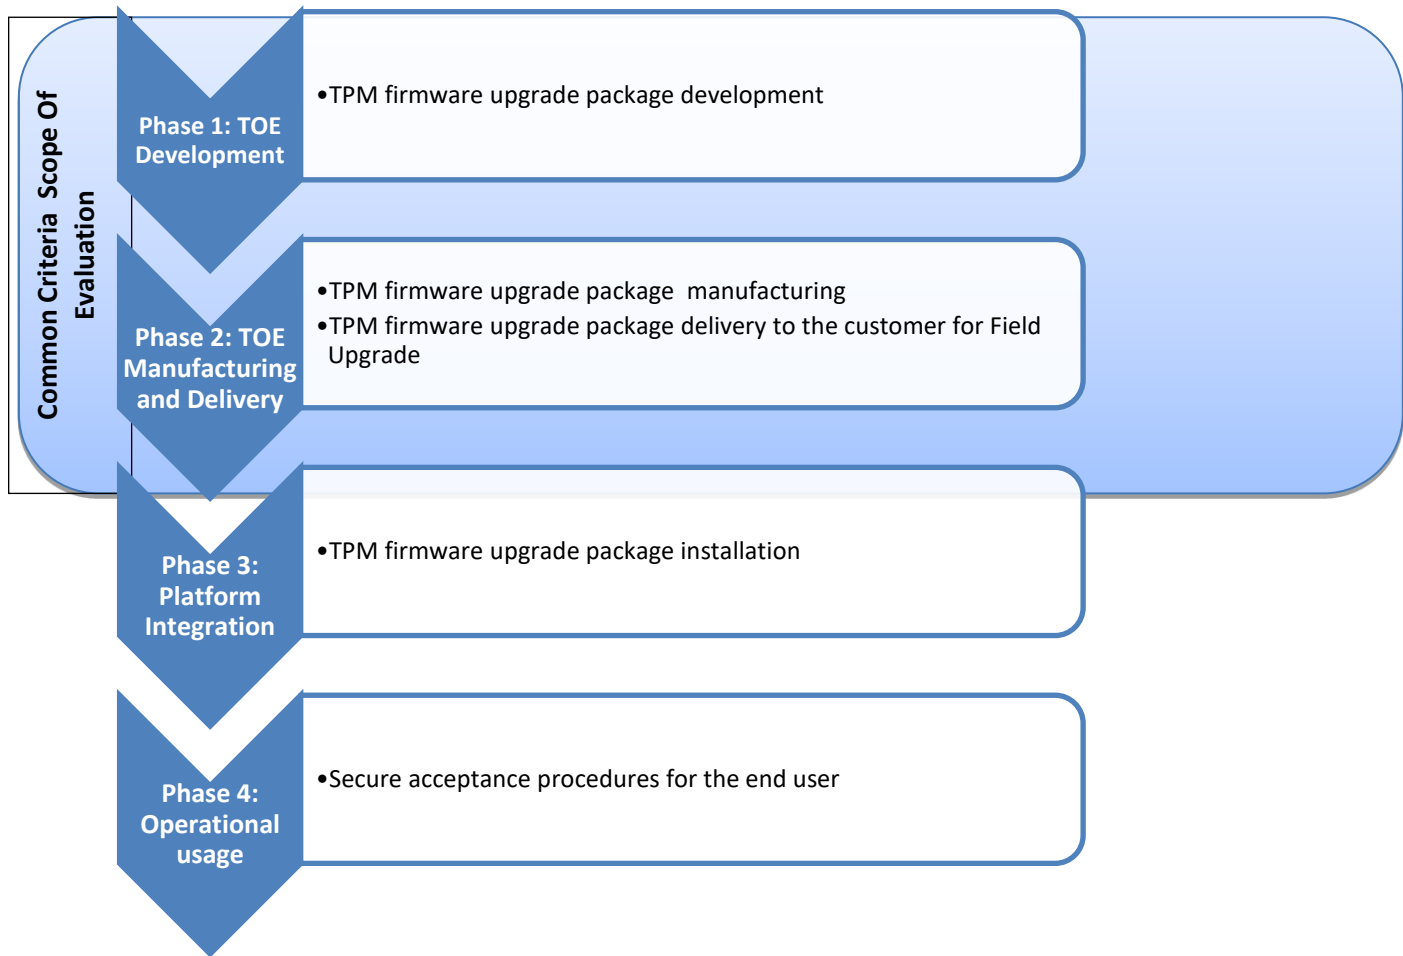 Common Criteria  Scope Of
Evaluation
Phase 1: TOE
Development
•TPM firmware upgrade package development
Phase 2: TOE
Manufacturing
and Delivery
•TPM firmware upgrade package  manufacturing
•TPM firmware upgrade package delivery to the customer for Field
Upgrade
Phase 3:
Platform
Integration
•TPM firmware upgrade package installation
Phase 4:
Operational
usage
•Secure acceptance procedures for the end user